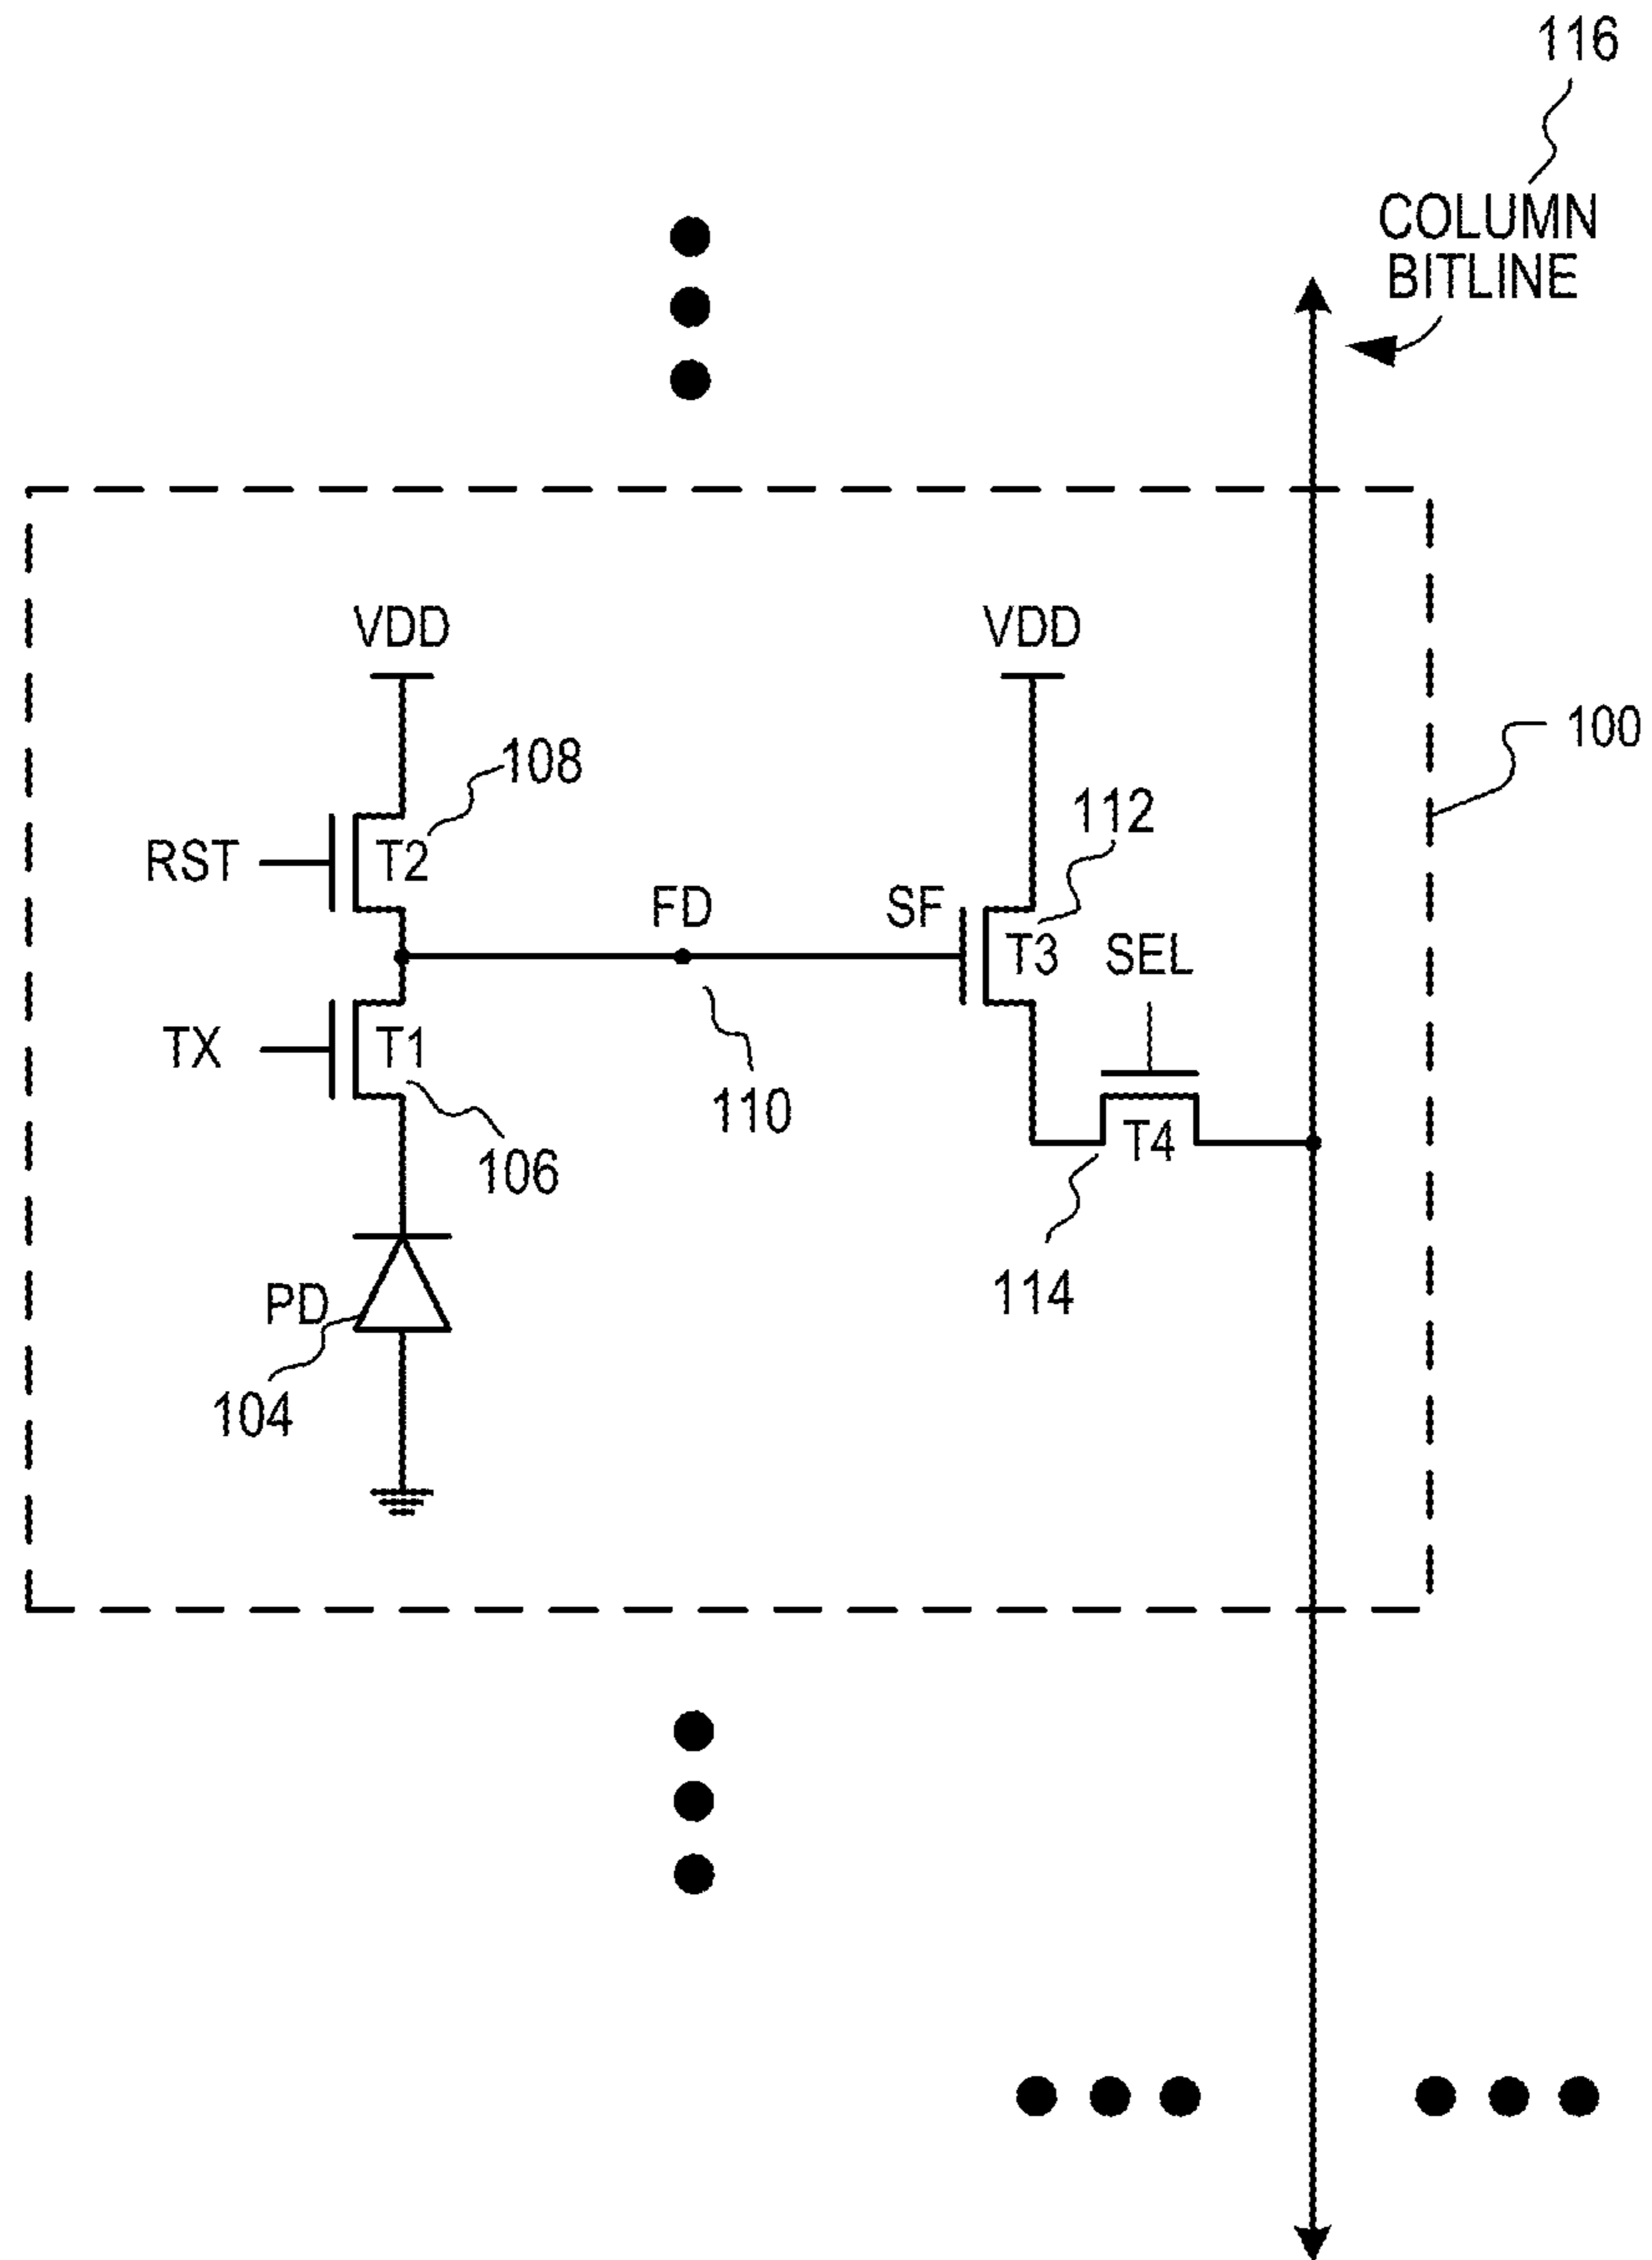 116
COLUMN
BITLINE
VDD
VDD
100
108
112
RST
T2
FD
SF
T3
SEL
TX
T1
110
106
T4
114
PD
104